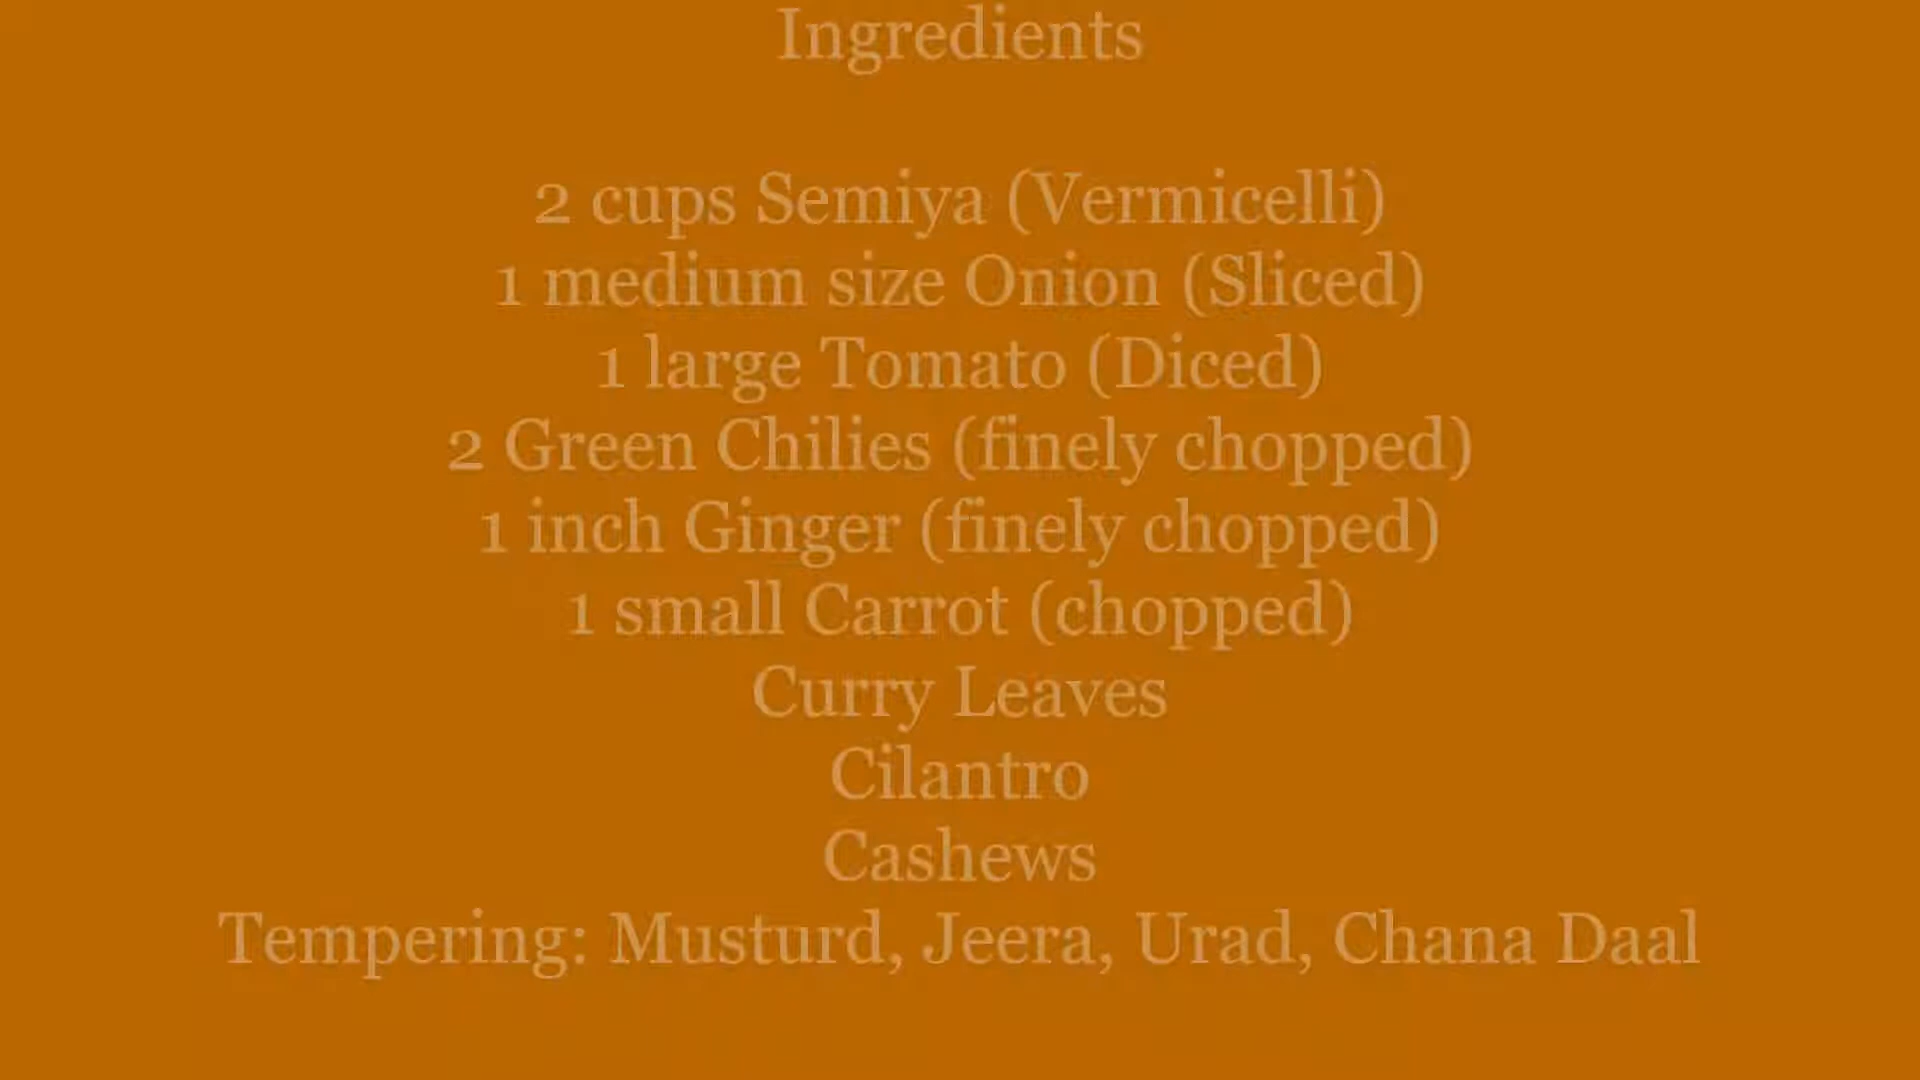 Ingredients
2 cups Semiya (Vermicelli)
1 medium size Onion (Sliced)
1 large Tomato (Diced)
2 Green Chilies (finely chopped)
1 inch Ginger (finely chopped)
1 small Carrot (chopped)
Curry Leaves
Cilantro
Cashews
Tempering: Musturd, Jeera, Urad, Chana Daal